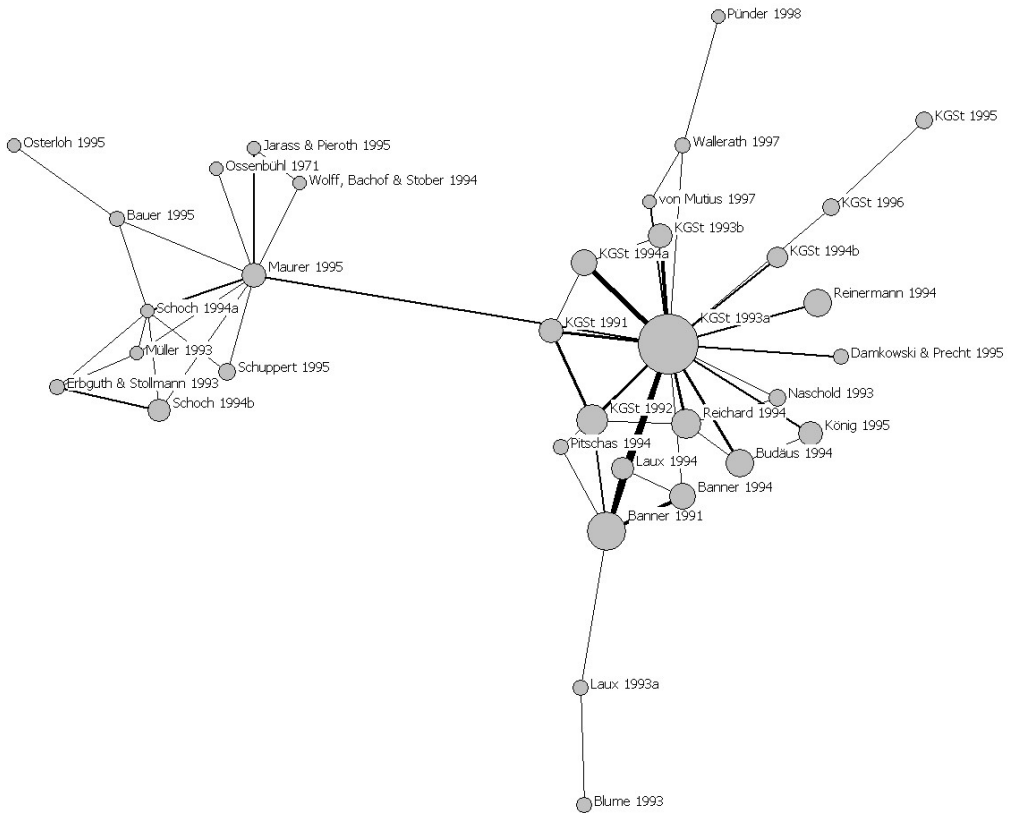 Pünder 1998
KGSt 1995
Osterloh 1995
Jarass & Pieroth 1995
Wallerath 1997
Ossenbühl 1971
Wolff, Bachof & Stober 1994
von Mutius 1997
KGSt 1996
Bauer 1995
KGSt 1993b
KGSt 1994a
KGSt 1994b
Maurer 1995
Reinermann 1994
Schoch 1994a
KGSt 1993a
KGSt 1991
Müller 1993
Damkowski & Precht 1995
Schuppert 1995
Erbguth & Stollmann 1993
Naschold 1993
Schoch 1994b
KGSt 1992
Reichard 1994
König 1995
Pitschas 1994
Budäus 1994
Laux 1994
Banner 1994
Banner 1991
Laux 1993a
Blume 1993